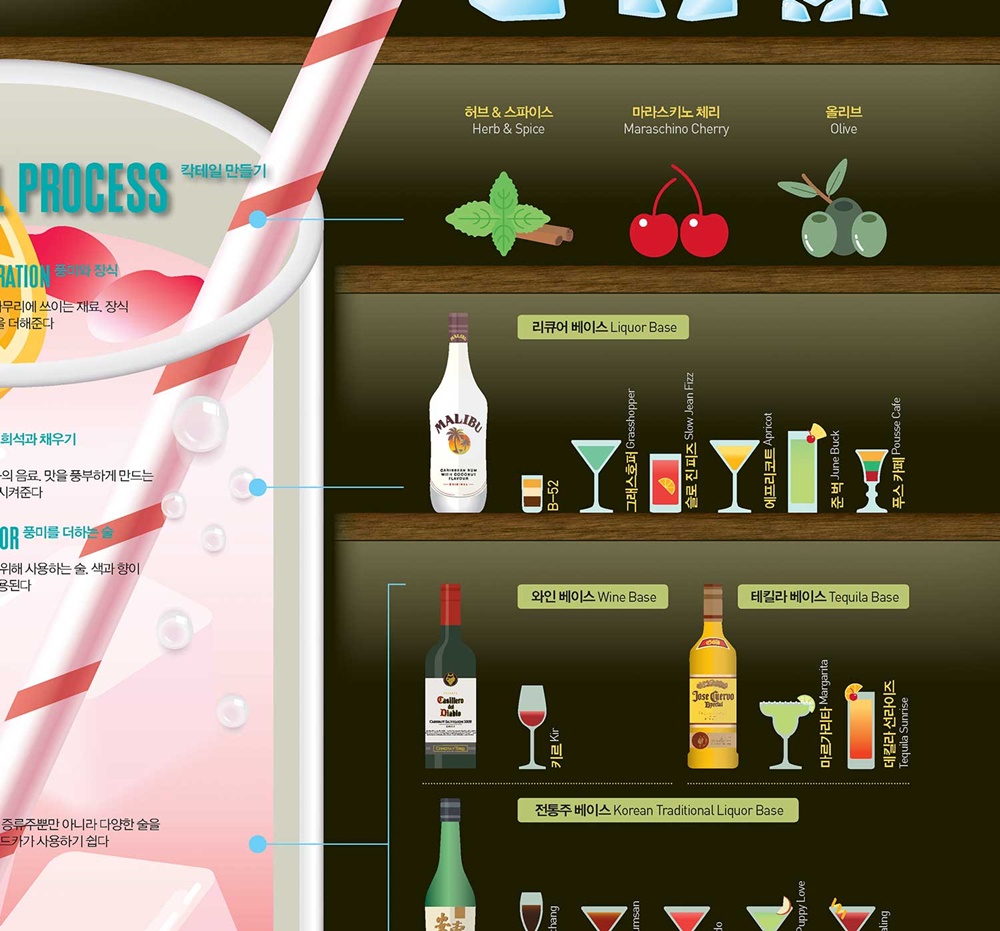 PROCESS 칵테일 만들기
RATION 풍미와 장식
무리에 쓰이는 재료. 장식
을 더해준다
희석과 채우기
의 음료. 맛을 풍부하게 만드는
시켜준다
OR 풍미를 더하는 술
위해 사용하는 술. 색과 향이
용된다
증류주뿐만 아니라 다양한 술을
드카가 사용하기 쉽다
허브 & 스파이스
Herb & Spice
마라스키노 체리
Maraschino Cherry
올리브
Olive
리큐어 베이스 Liquor Base
MALIBU
CARIBBEAN RUM
WITH COCONUT
FLAVOUR
ORIGINAL
B-52
그래스호퍼 Grasshopper
슬로 진 피즈 Slow Jean Fizz
에프리코트 Apricot
준 벅 June Buck
푸스 카페 Pousse Cafe
와인 베이스 Wine Base
Casillero
del
Diablo
CABERNET SAUVIGNON
키르 Kir
테킬라 베이스 Tequila Base
Jose Cuervo
Especial
마르가리타 Margarita
데킬라 선라이즈
Tequila Sunrise
전통주 베이스 Korean Traditional Liquor Base
chang
umsan
do
Puppy Love
aling